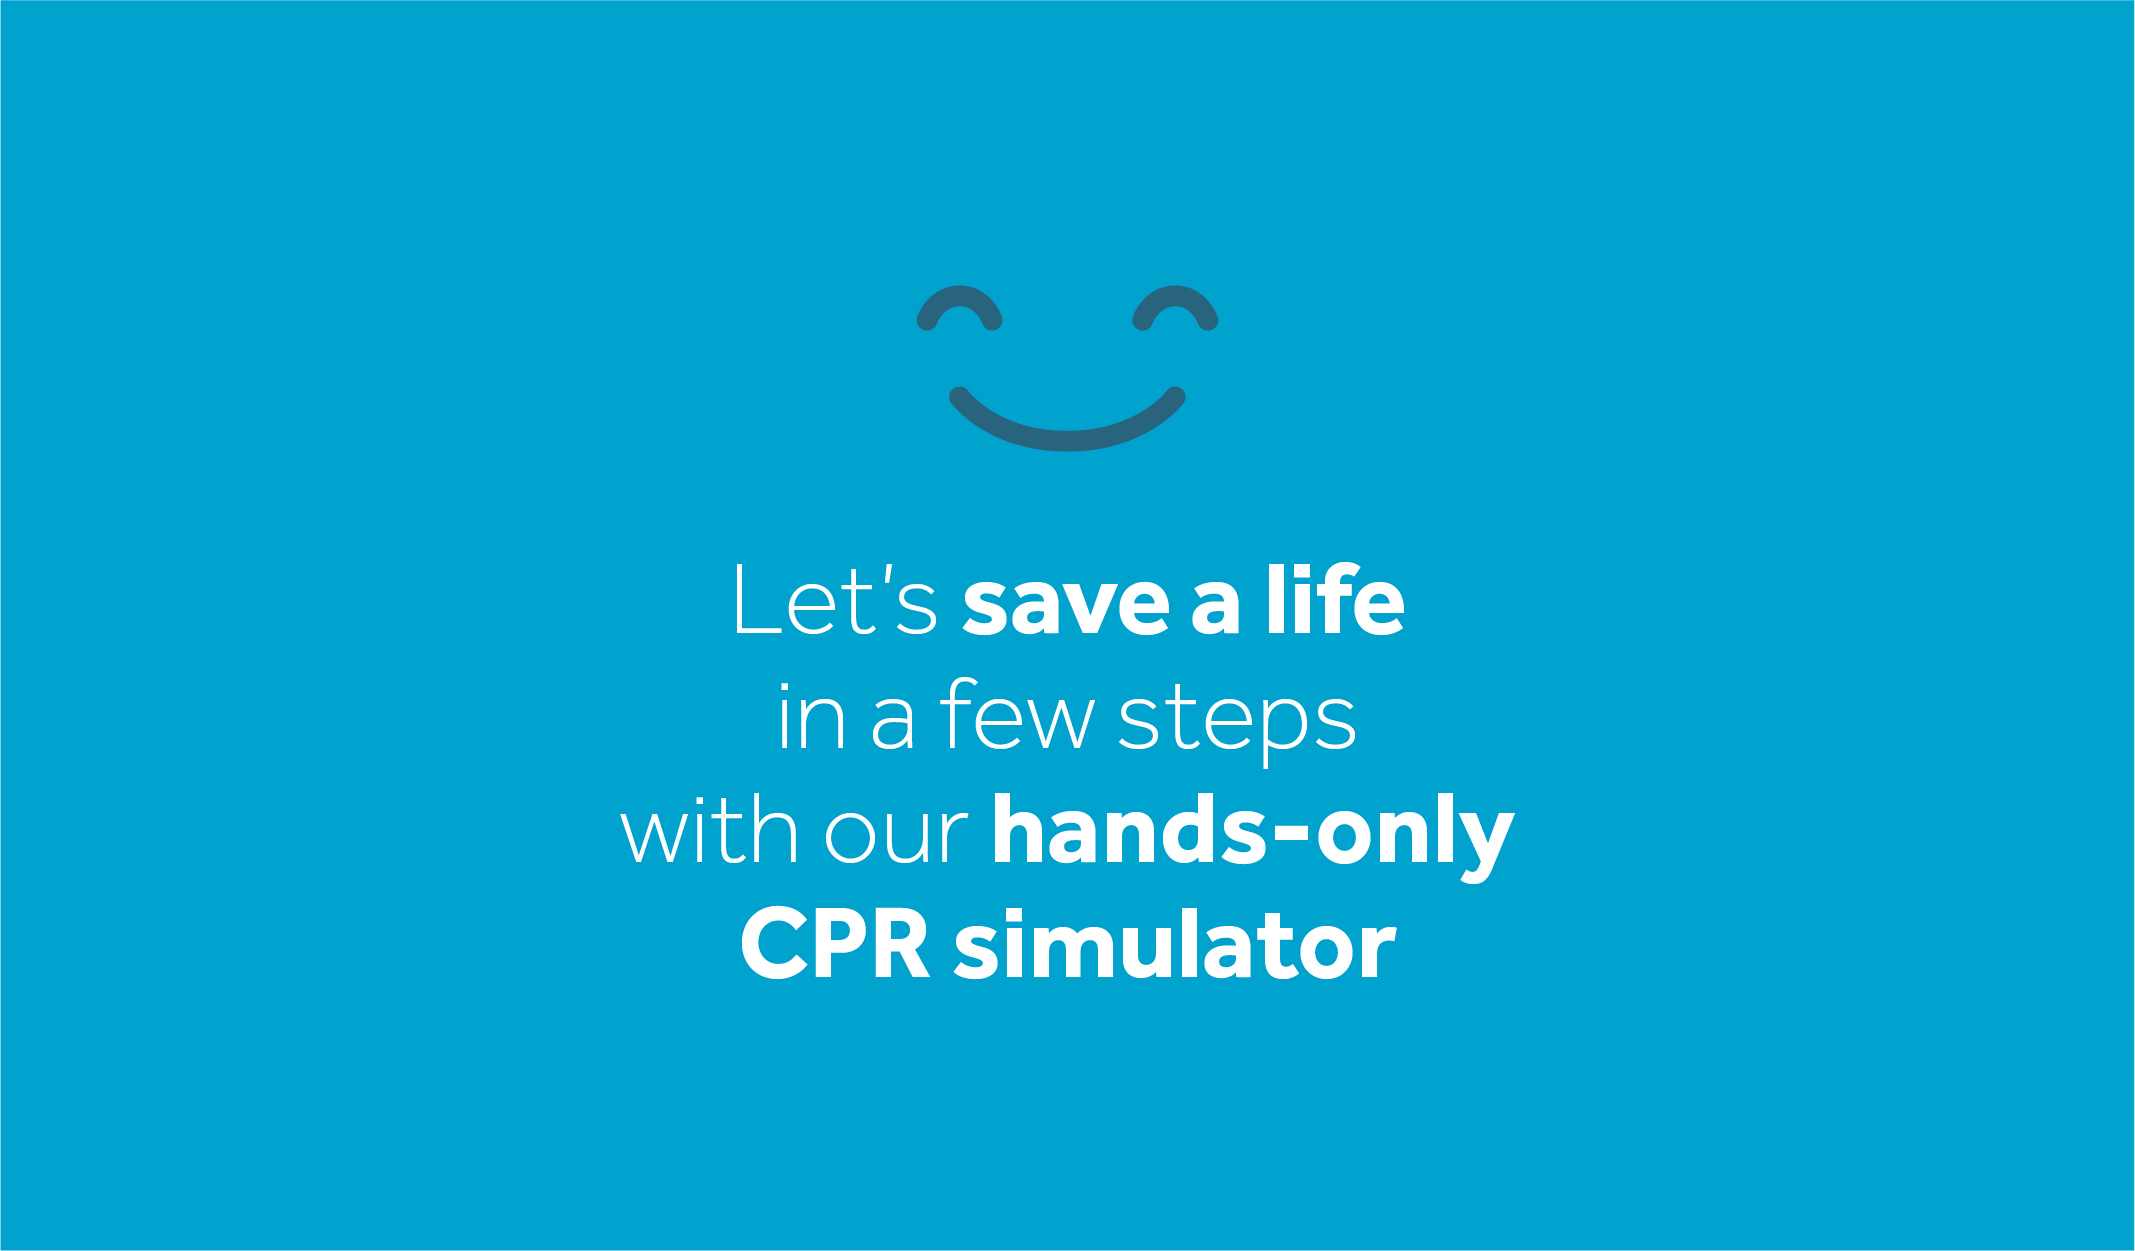 Let's save a life
in a few steps
with our hands-only
CPR simulator